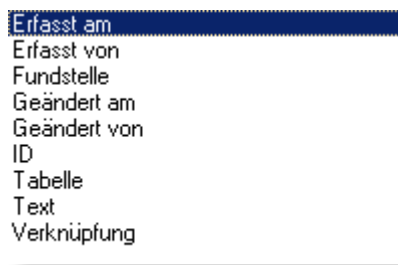 Erfasst am
Erfasst von
Fundstelle
Geändert am
Geändert von
ID
Tabelle
Text
Verknüpfung